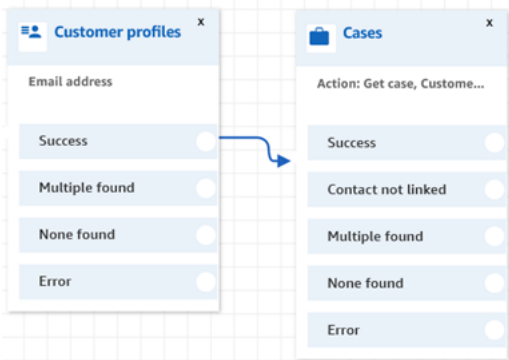 Customer profiles
x
Email address
Success
Multiple found
None found
Error
Cases
x
Action: Get case, Custome...
Success
Contact not linked
Multiple found
None found
Error